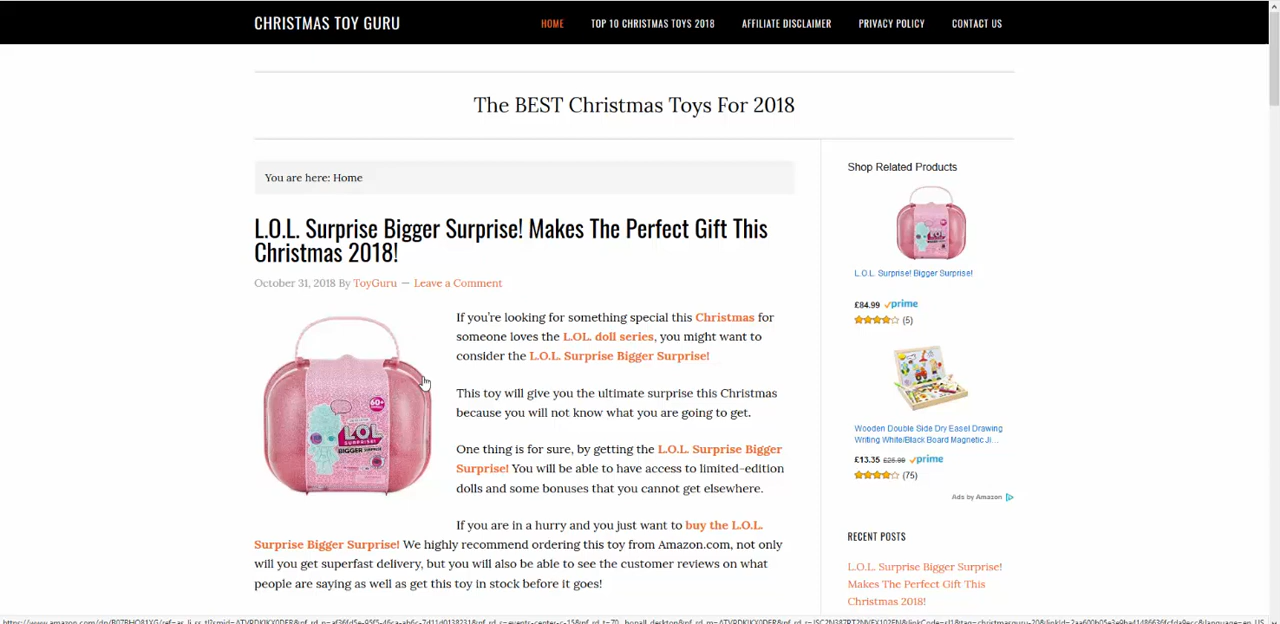 CHRISTMAS TOY GURU
HOME
TOP 10 CHRISTMAS TOYS 2018
AFFILIATE DISCLAIMER
PRIVACY POLICY
CONTACT US
The BEST Christmas Toys For 2018
You are here: Home
L.O.L. Surprise Bigger Surprise! Makes The Perfect Gift This
Christmas 2018!
October 31, 2018 By ToyGuru — Leave a Comment
If you're looking for something special this Christmas for
someone loves the L.OL. doll series, you might want to
consider the L.O.L. Surprise Bigger Surprise!
This toy will give you the ultimate surprise this Christmas
because you will not know what you are going to get.
One thing is for sure, by getting the L.O.L. Surprise Bigger
Surprise! You will be able to have access to limited-edition
dolls and some bonuses that you cannot get elsewhere.
If you are in a hurry and you just want to buy the L.O.L.
Surprise Bigger Surprise! We highly recommend ordering this toy from Amazon.com, not only
will you get superfast delivery, but you will also be able to see the customer reviews on what
people are saying as well as get this toy in stock before it goes!
60+
LOL
SURPRISE!
BIGGER SURPRISE
Shop Related Products
L.O.L. Surprise! Bigger Surprise!
£84.99 prime
(5)
Wooden Double Side Dry Easel Drawing
Writing White/Black Board Magnetic Ji...
£13.35 £25.99 prime
(75)
Ads by Amazon
RECENT POSTS
L.O.L. Surprise Bigger Surprise!
Makes The Perfect Gift This
Christmas 2018!